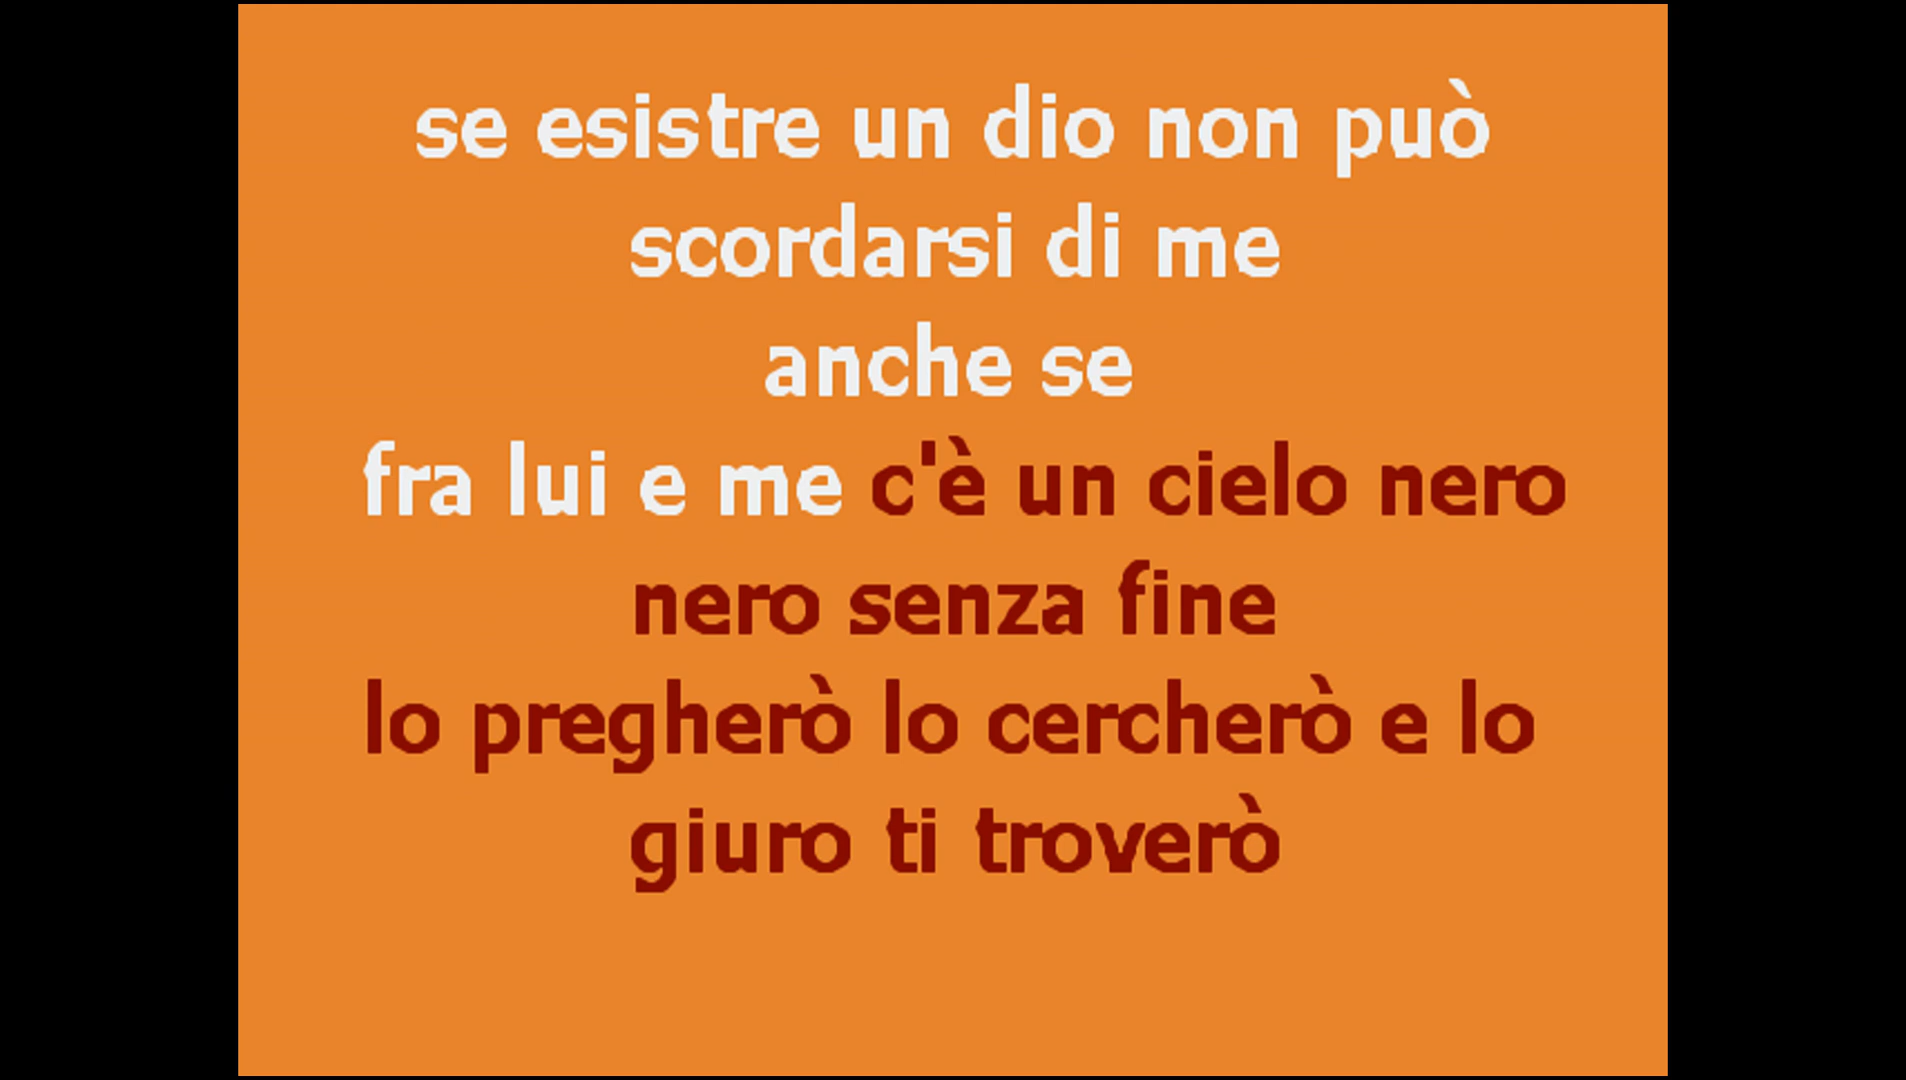 se esistre un dio non può
scordarsi di me
anche se
fra lui e me c'è un cielo nero
nero senza fine
lo pregherò lo cercherò e lo
giuro ti troverò